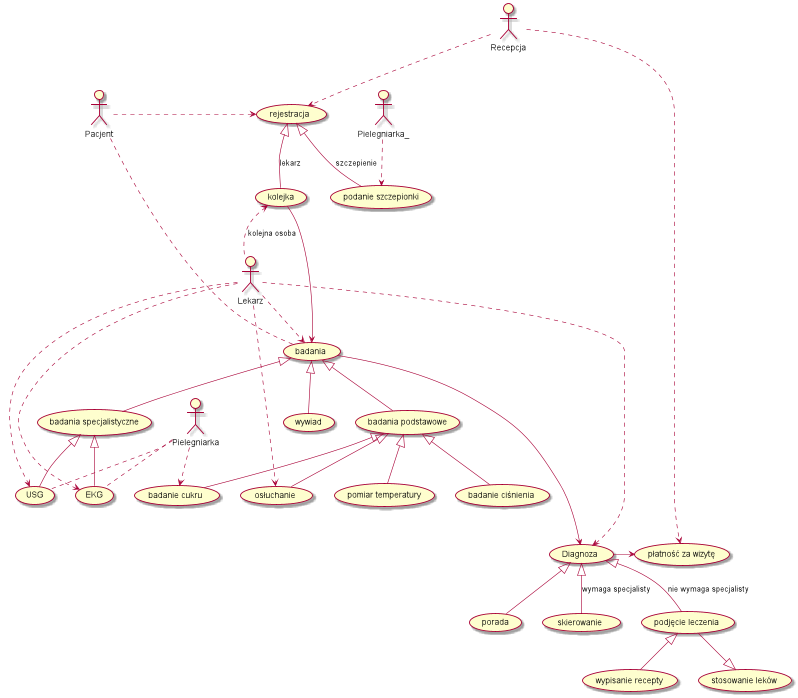 Recepcja
Pacjent
rejestracja
Pielegniarka_
lekarz
szczepienie
kolejka
podanie szczepionki
kolejna osoba
Lekarz
badania
badania specjalistyczne
Pielegniarka
wywiad
badania podstawowe
USG
EKG
badanie cukru
osłuchanie
pomiar temperatury
badanie ciśnienia
Diagnoza
płatność za wizytę
wymaga specjalisty
nie wymaga specjalisty
porada
skierowanie
podjęcie leczenia
wypisanie recepty
stosowanie leków